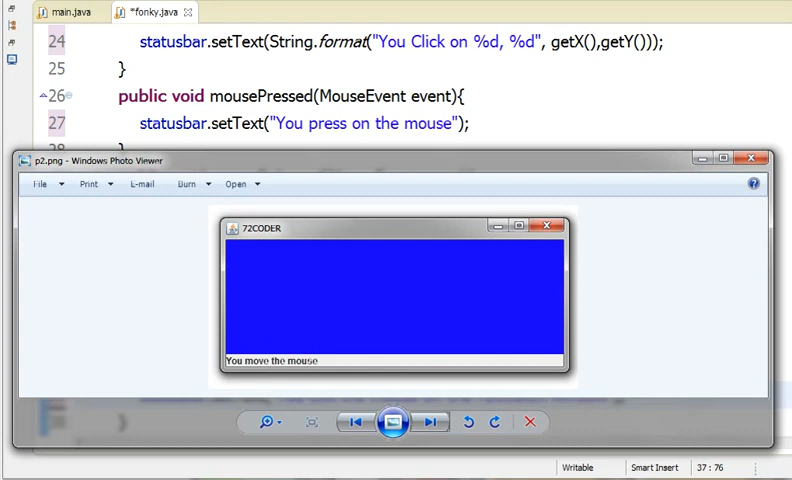 main.java *fonky.java
24 statusbar.setText(String.format("You Click on %d, %d", getX(),getY()));
25 }
26 public void mousePressed(MouseEvent event){
27 statusbar.setText("You press on the mouse");
28 }
p2.png - Windows Photo Viewer
File Print E-mail Burn Open
72CODER
You move the mouse
}
Writable Smart Insert 37 : 76